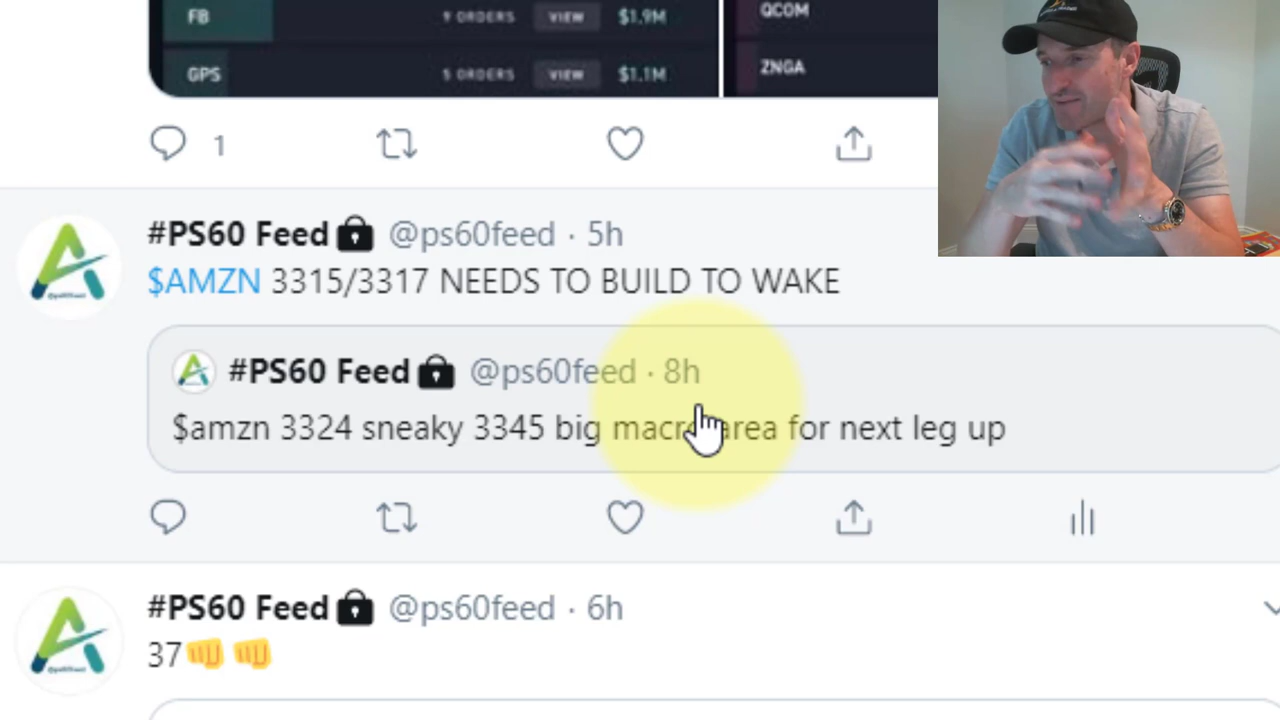 FB 9 ORDERS VIEW $1.9M QCOM
GPS 5 ORDERS VIEW $1.1M ZNGA
1
#PS60 Feed🔒 @ps60feed · 5h
$AMZN 3315/3317 NEEDS TO BUILD TO WAKE
#PS60 Feed🔒 @ps60feed · 8h
$amzn 3324 sneaky 3345 big macro area for next leg up
#PS60 Feed🔒 @ps60feed · 6h
37👊👊